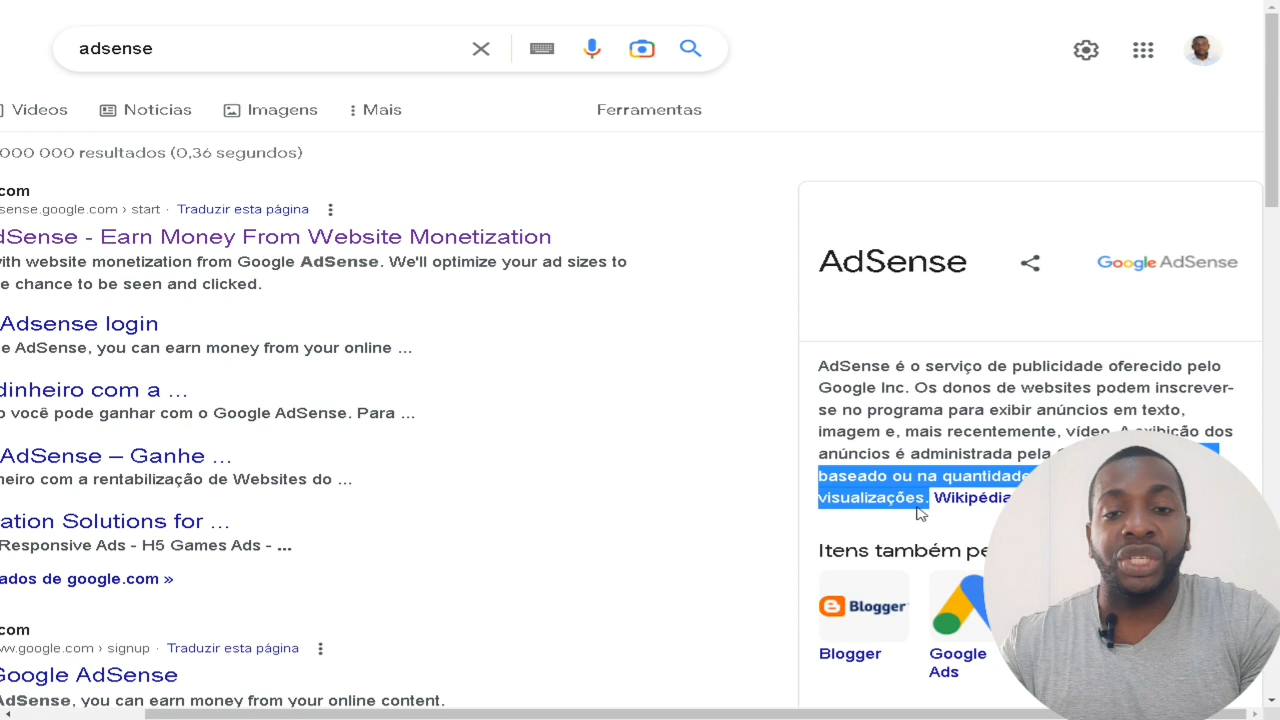 adsense
Videos
Noticias
Imagens
Mais
Ferramentas
000 000 resultados (0,36 segundos)
com
sense.google.com › start · Traduzir esta página
dSense - Earn Money From Website Monetization
with website monetization from Google AdSense. We'll optimize your ad sizes to
e chance to be seen and clicked.
Adsense login
e AdSense, you can earn money from your online ...
dinheiro com a ...
o você pode ganhar com o Google AdSense. Para ...
AdSense – Ganhe ...
heiro com a rentabilização de Websites do ...
ation Solutions for ...
Responsive Ads - H5 Games Ads - ...
ados de google.com »
com
ww.google.com › signup · Traduzir esta página
Google AdSense
AdSense, you can earn money from your online content.
AdSense
Google AdSense
AdSense é o serviço de publicidade oferecido pelo
Google Inc. Os donos de websites podem inscrever-
se no programa para exibir anúncios em texto,
imagem e, mais recentemente, vídeo. A exibição dos
anúncios é administrada pela
baseado ou na quantidade
visualizações. Wikipédia
Itens também pe
Blogger
Blogger
Google
Ads